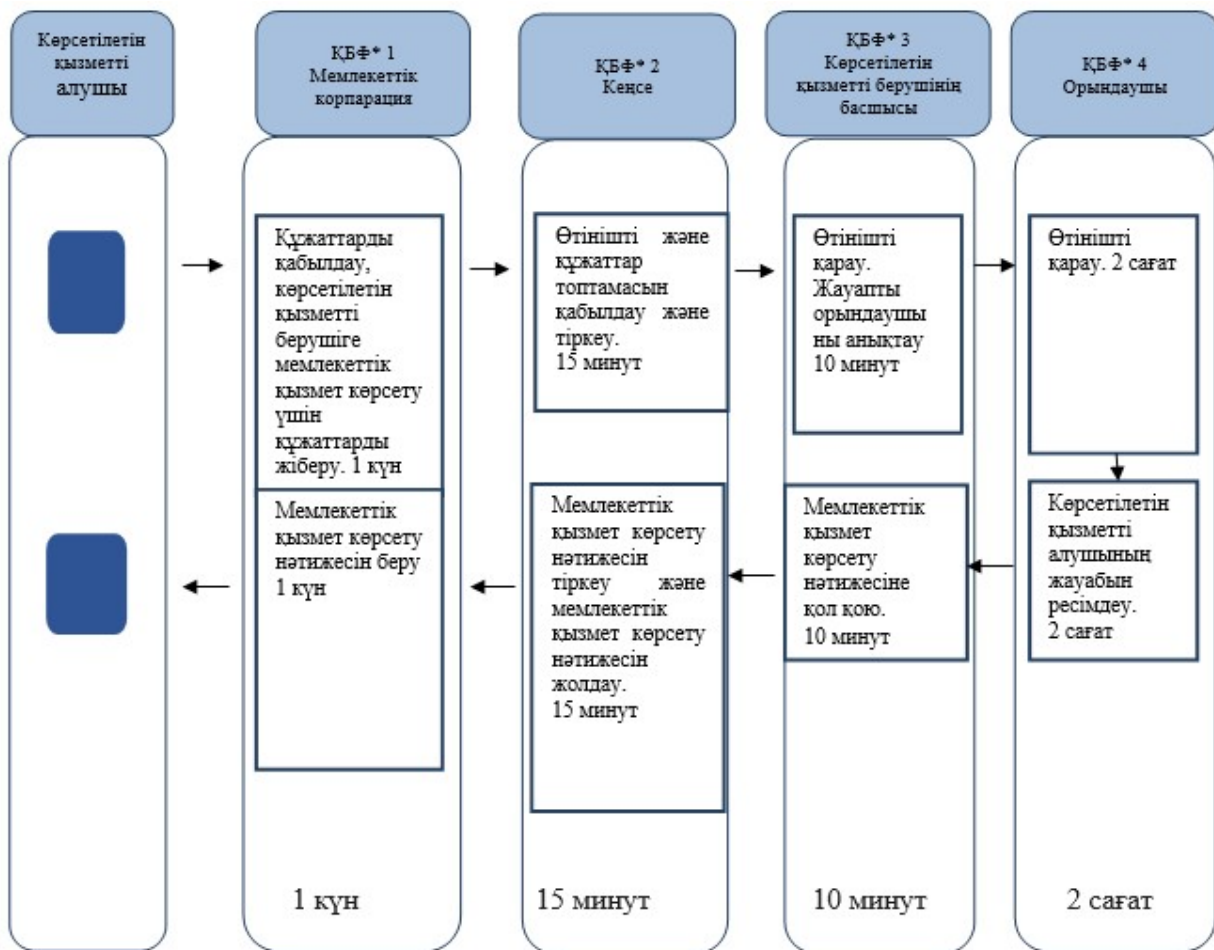 Көрсетілетін
қызметті
алушы
ҚБФ* 1
Мемлекеттік
корпарация
ҚБФ* 2
Кеңсе
ҚБФ* 3
Көрсетілетін
қызметті берушінің
басшысы
ҚБФ* 4
Орындаушы
Құжаттарды
қабылдау,
көрсетілетін
қызметті
берушіге
мемлекеттік
қызмет көрсету
үшін
құжаттарды
жіберу. 1 күн
Өтінішті және
құжаттар
топтамасын
қабылдау және
тіркеу.
15 минут
Өтінішті
қарау.
Жауапты
орындаушы
ны анықтау
10 минут
Өтінішті
қарау. 2 сағат
Мемлекеттік
қызмет көрсету
нәтижесін беру
1 күн
Мемлекеттік
қызмет көрсету
нәтижесін
тіркеу және
мемлекеттік
қызмет көрсету
нәтижесін
жолдау.
15 минут
Мемлекеттік
қызмет
көрсету
нәтижесіне
қол қою.
10 минут
Көрсетілетін
қызметті
алушының
жауабын
ресімдеу.
2 сағат
1 күн
15 минут
10 минут
2 сағат